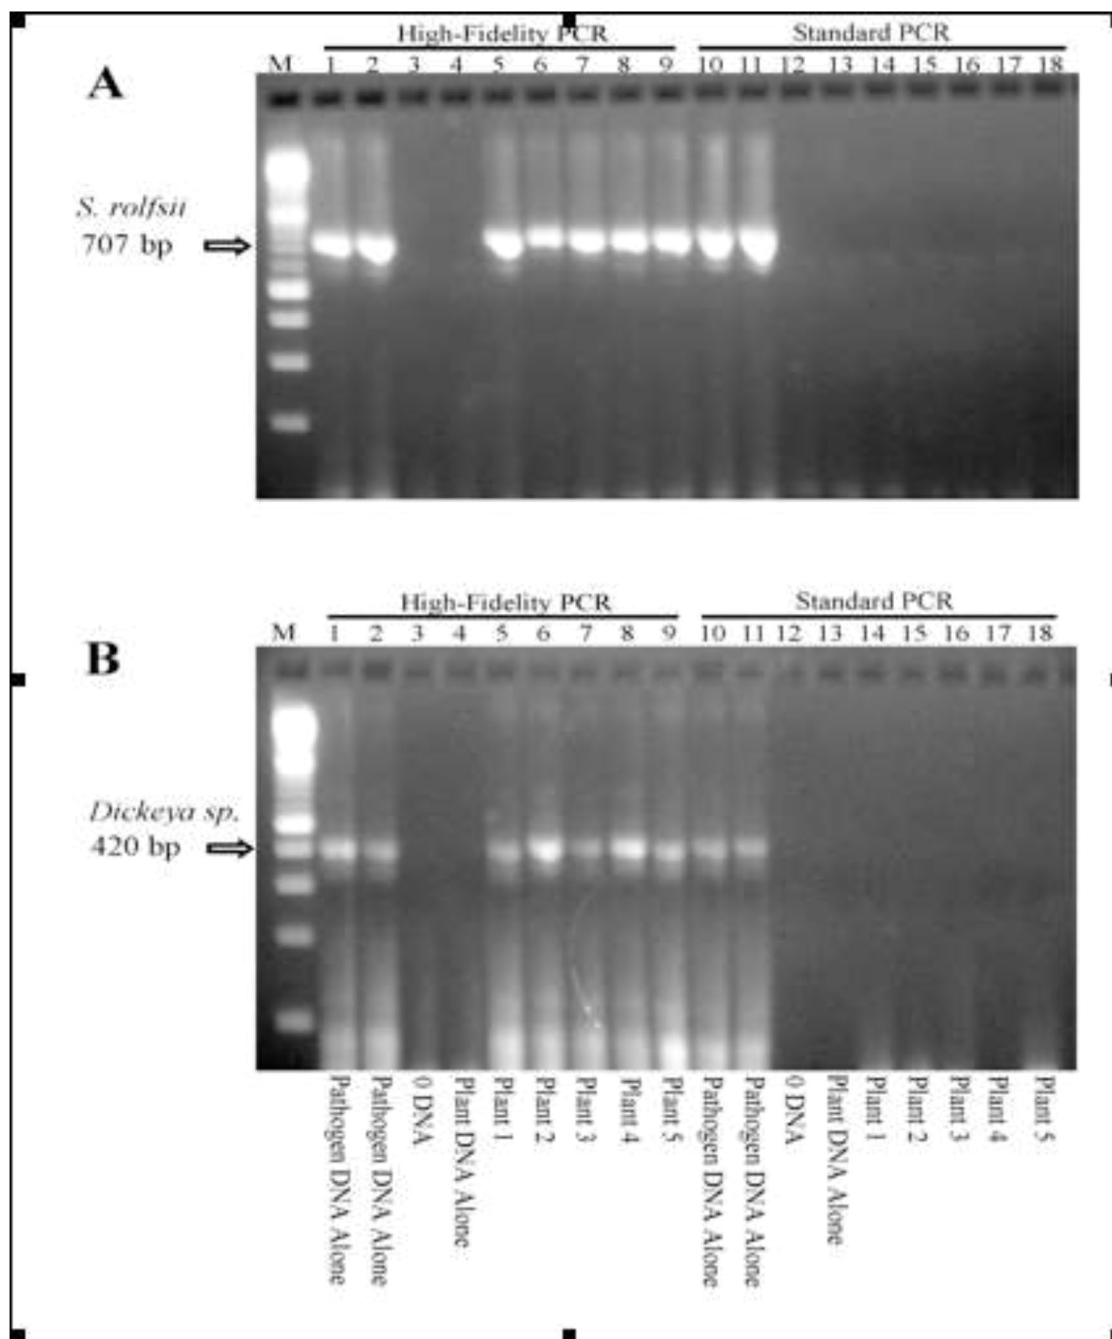 High-Fidelity PCR Standard PCR
M 1 2 3 4 5 6 7 8 9 10 11 12 13 14 15 16 17 18
A
S. rolfsii
707 bp
High-Fidelity PCR Standard PCR
M 1 2 3 4 5 6 7 8 9 10 11 12 13 14 15 16 17 18
B
Dickeya sp.
420 bp
Pathogen DNA Alone
Pathogen DNA Alone
0 DNA
Plant DNA Alone
Plant 1
Plant 2
Plant 3
Plant 4
Plant 5
Pathogen DNA Alone
Pathogen DNA Alone
0 DNA
Plant DNA Alone
Plant 1
Plant 2
Plant 3
Plant 4
Plant 5